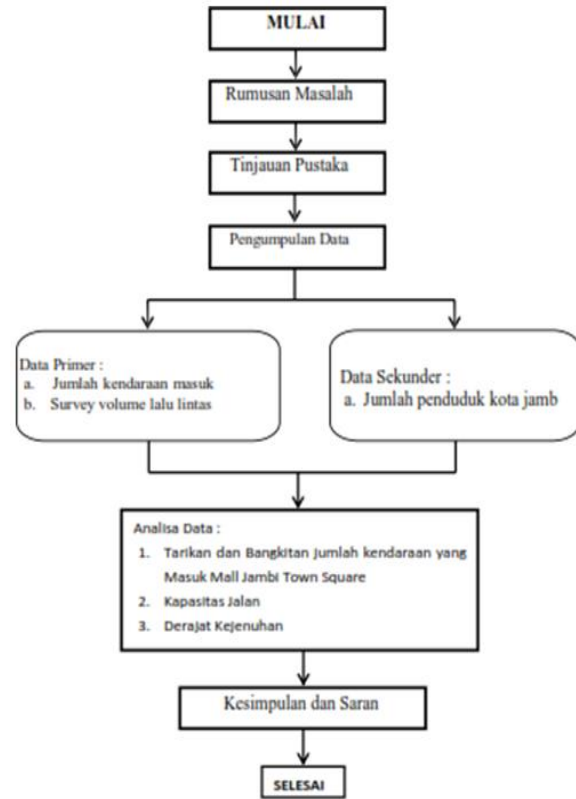 MULAI
Rumusan Masalah
Tinjauan Pustaka
Pengumpulan Data
Data Primer :
a. Jumlah kendaraan masuk
b. Survey volume lalu lintas
Data Sekunder :
a. Jumlah penduduk kota jamb
Analisa Data :
1. Tarikan dan Bangkitan Jumlah kendaraan yang
Masuk Mall Jambi Town Square
2. Kapasitas Jalan
3. Derajat Kejenuhan
Kesimpulan dan Saran
SELESAI